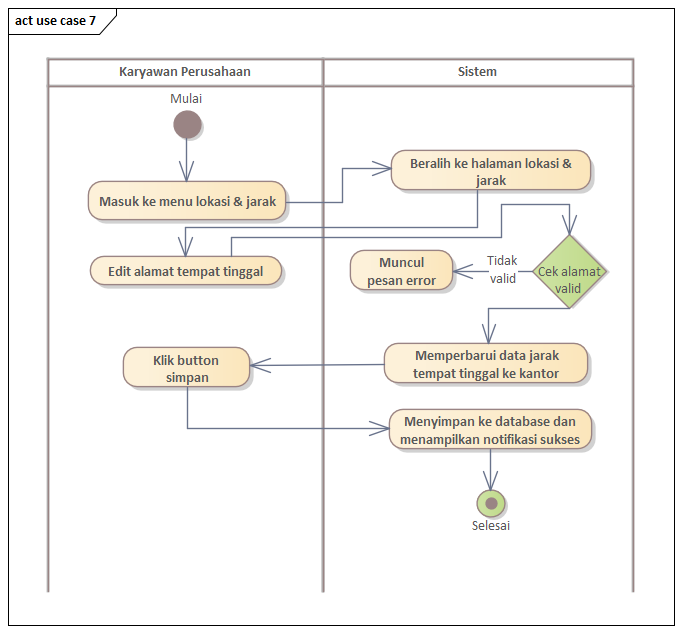 act use case 7
Karyawan Perusahaan
Sistem
Mulai
Masuk ke menu lokasi & jarak
Beralih ke halaman lokasi &
jarak
Edit alamat tempat tinggal
Cek alamat
valid
Tidak
valid
Muncul
pesan error
Memperbarui data jarak
tempat tinggal ke kantor
Klik button
simpan
Menyimpan ke database dan
menampilkan notifikasi sukses
Selesai